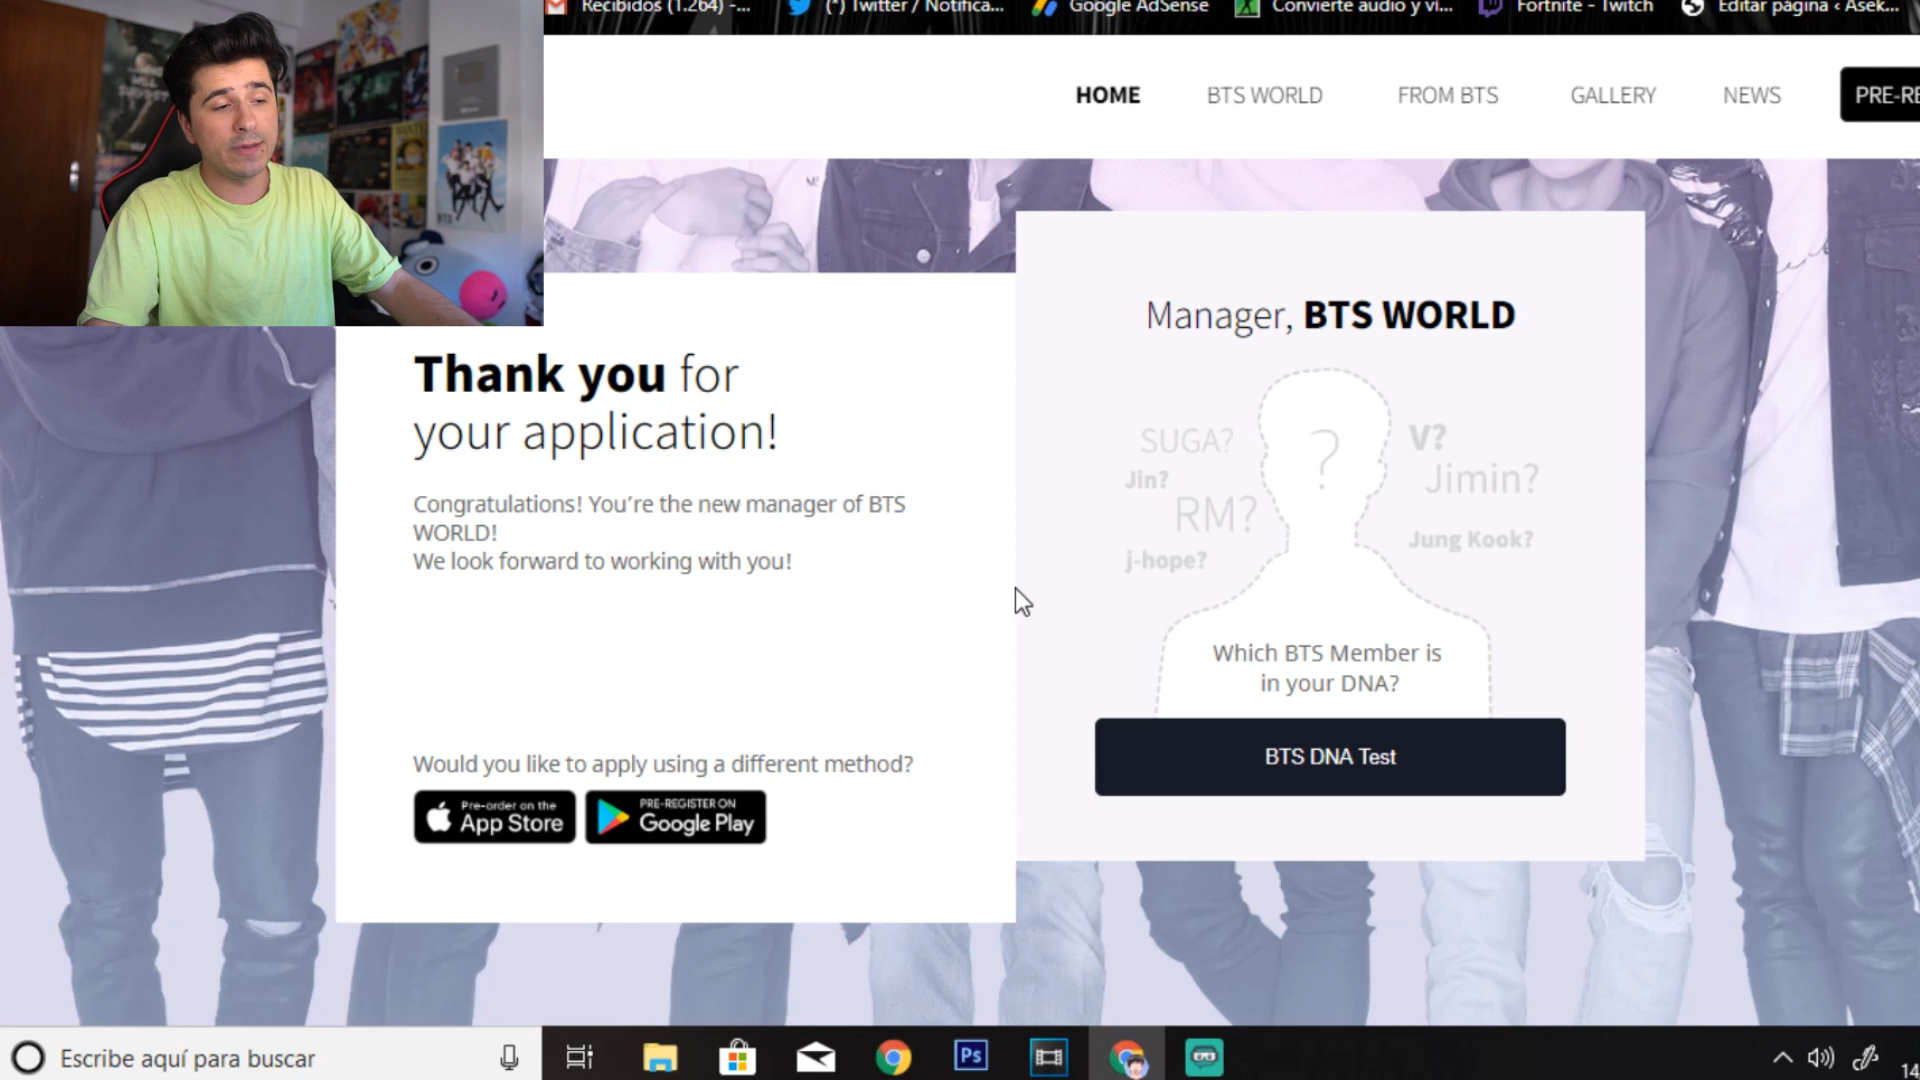 Recibidos (1.264) -...
(*) Twitter / Notifica...
Google AdSense
Convierte audio y ví...
Fortnite - Twitch
Editar página ‹ Asek...
HOME
BTS WORLD
FROM BTS
GALLERY
NEWS
PRE-RE
Thank you for
your application!
Congratulations! You're the new manager of BTS
WORLD!
We look forward to working with you!
Would you like to apply using a different method?
Pre-order on the
App Store
PRE-REGISTER ON
Google Play
Manager, BTS WORLD
SUGA?
V?
Jin?
Jimin?
RM?
?
Jung Kook?
j-hope?
Which BTS Member is
in your DNA?
BTS DNA Test
Escribe aquí para buscar
Ps
14